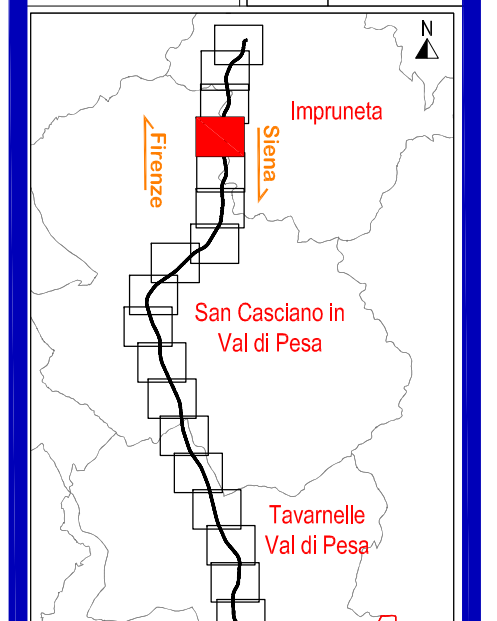 N
Impruneta
Firenze
Siena
San Casciano in
Val di Pesa
Tavarnelle
Val di Pesa